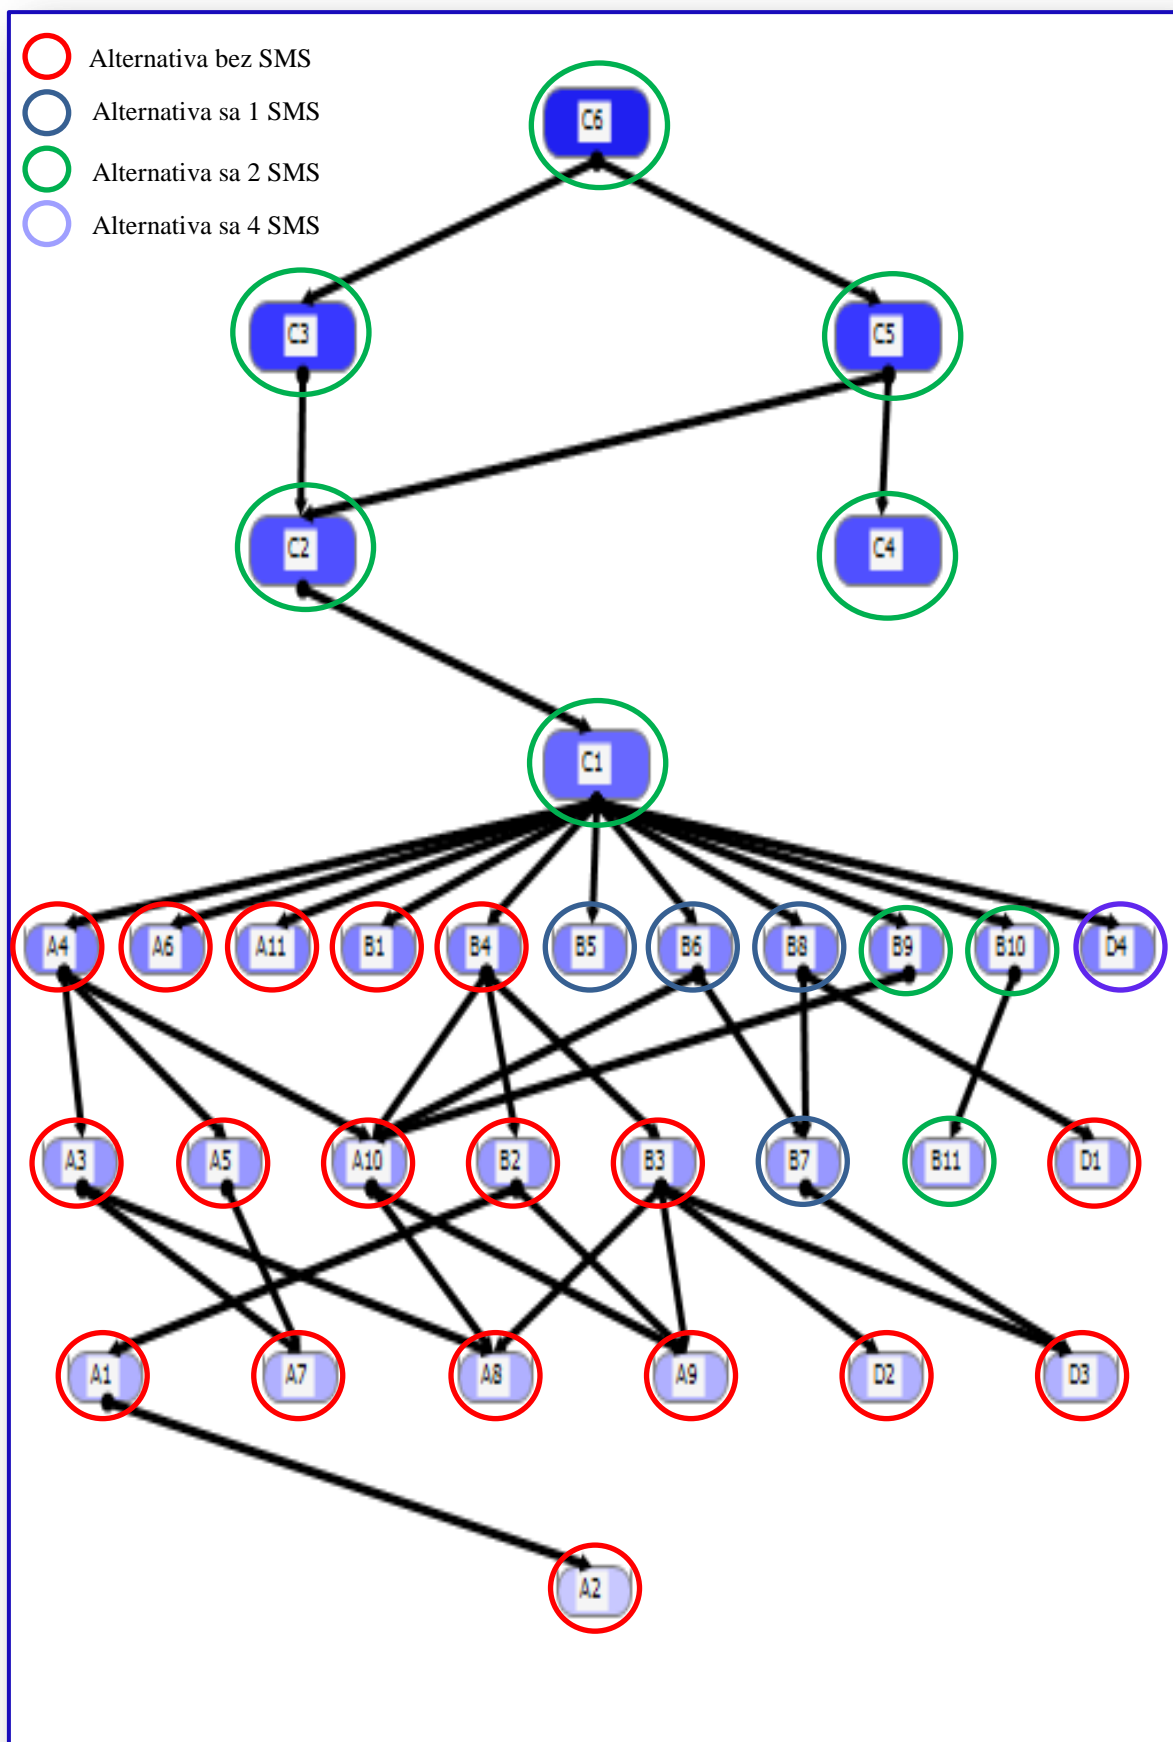 Alternativa bez SMS
Alternativa sa 1 SMS
Alternativa sa 2 SMS
Alternativa sa 4 SMS
C6
C3 C5
C2 C4
C1
A4 A6 A11 B1 B4 B5 B6 B8 B9 B10 D4
A3 A5 A10 B2 B3 B7 B11 D1
A1 A7 A8 A9 D2 D3
A2